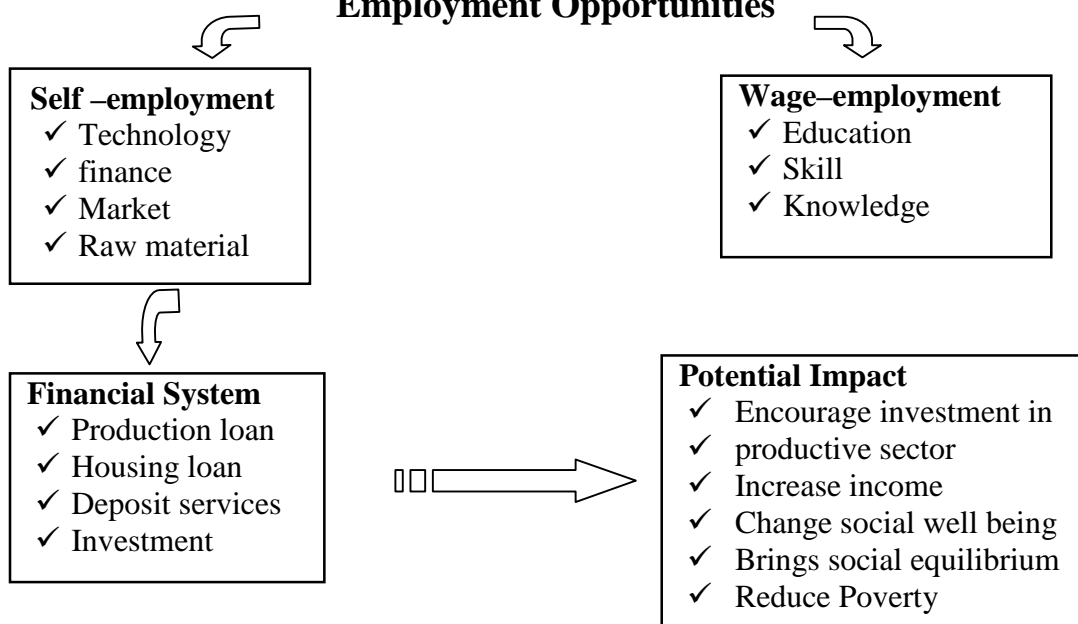 Employment Opportunities
Self –employment
✓ Technology
✓ finance
✓ Market
✓ Raw material
Wage–employment
✓ Education
✓ Skill
✓ Knowledge
Financial System
✓ Production loan
✓ Housing loan
✓ Deposit services
✓ Investment
Potential Impact
✓ Encourage investment in
✓ productive sector
✓ Increase income
✓ Change social well being
✓ Brings social equilibrium
✓ Reduce Poverty